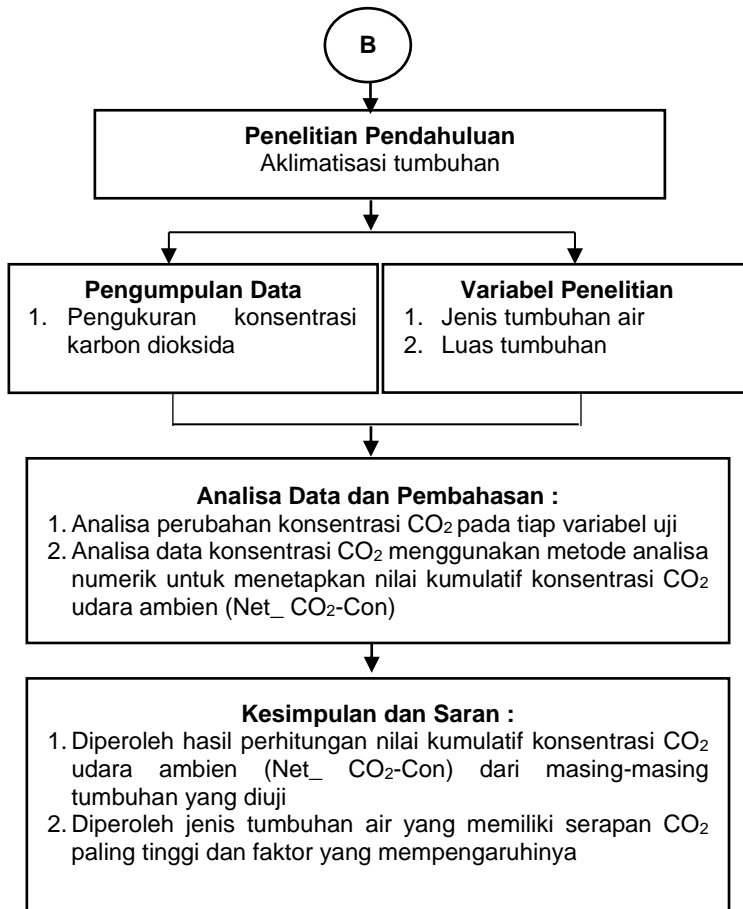 B
Penelitian Pendahuluan
Aklimatisasi tumbuhan
Pengumpulan Data
1. Pengukuran konsentrasi
karbon dioksida
Variabel Penelitian
1. Jenis tumbuhan air
2. Luas tumbuhan
Analisa Data dan Pembahasan :
1. Analisa perubahan konsentrasi CO₂ pada tiap variabel uji
2. Analisa data konsentrasi CO₂ menggunakan metode analisa
numerik untuk menetapkan nilai kumulatif konsentrasi CO₂
udara ambien (Net_ CO₂-Con)
Kesimpulan dan Saran :
1. Diperoleh hasil perhitungan nilai kumulatif konsentrasi CO₂
udara ambien (Net_ CO₂-Con) dari masing-masing
tumbuhan yang diuji
2. Diperoleh jenis tumbuhan air yang memiliki serapan CO₂
paling tinggi dan faktor yang mempengaruhinya